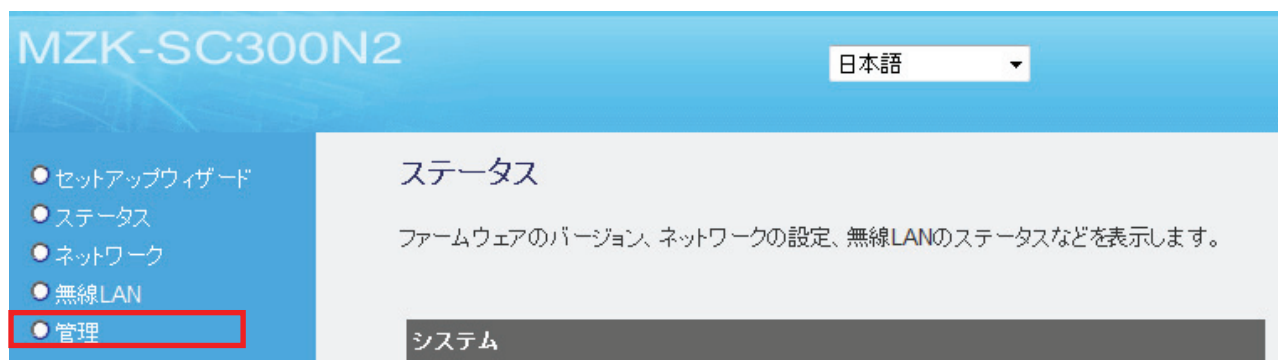 MZK-SC300N2
日本語
セットアップウィザード
ステータス
ネットワーク
無線LAN
管理
ステータス
ファームウェアのバージョン、ネットワークの設定、無線LANのステータスなどを表示します。
システム